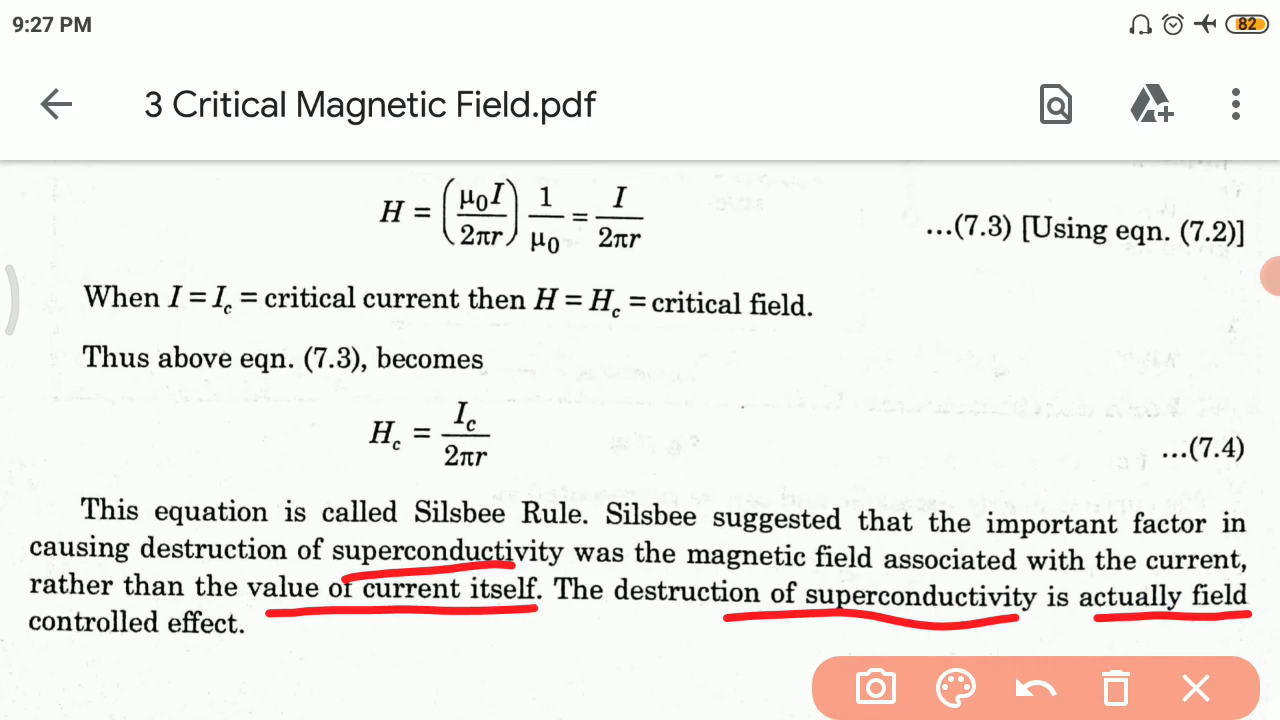 9:27 PM
82
3 Critical Magnetic Field.pdf
H = (μ₀I / 2πr) 1/μ₀ = I / 2πr ...(7.3) [Using eqn. (7.2)]
When I = I_c = critical current then H = H_c = critical field.
Thus above eqn. (7.3), becomes
H_c = I_c / 2πr ...(7.4)
This equation is called Silsbee Rule. Silsbee suggested that the important factor in
causing destruction of superconductivity was the magnetic field associated with the current,
rather than the value of current itself. The destruction of superconductivity is actually field
controlled effect.